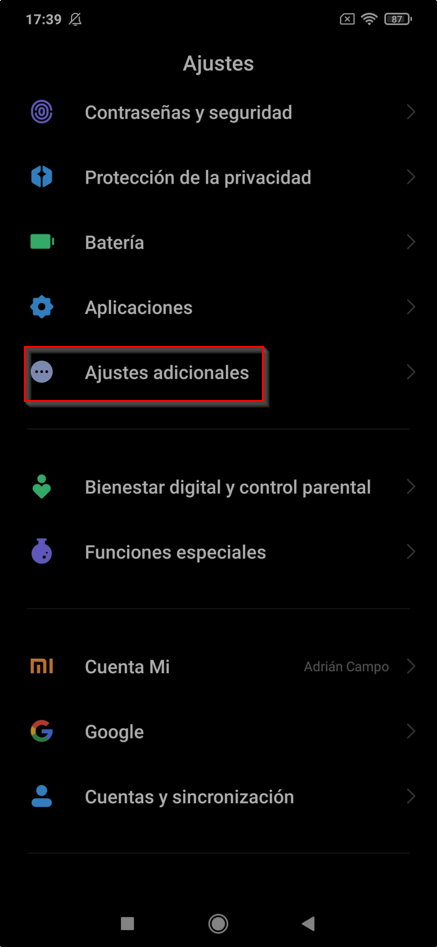 17:39 87
Ajustes
Contraseñas y seguridad
Protección de la privacidad
Batería
Aplicaciones
Ajustes adicionales
Bienestar digital y control parental
Funciones especiales
Cuenta Mi Adrián Campo
Google
Cuentas y sincronización